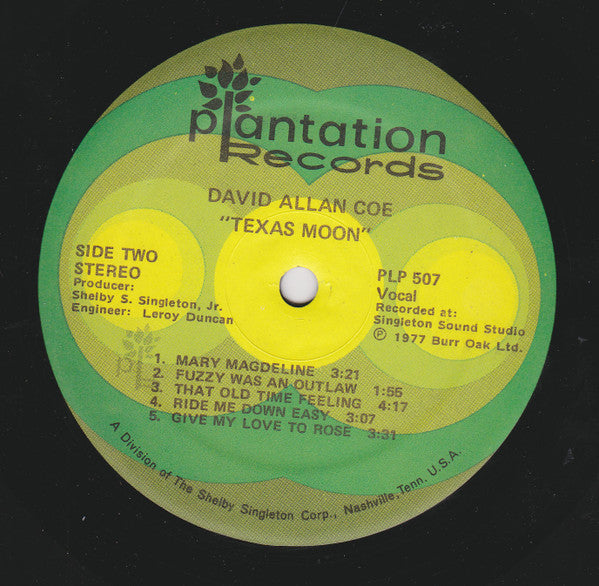 plantation
Records
DAVID ALLAN COE
"TEXAS MOON"
SIDE TWO
STEREO
Producer:
Shelby S. Singleton, Jr.
Engineer: Leroy Duncan
PLP 507
Vocal
Recorded at:
Singleton Sound Studio
℗ 1977 Burr Oak Ltd.
1. MARY MAGDELINE 3:21
2. FUZZY WAS AN OUTLAW 1:55
3. THAT OLD TIME FEELING 4:17
4. RIDE ME DOWN EASY 3:07
5. GIVE MY LOVE TO ROSE 3:31
A Division of The Shelby Singleton Corp., Nashville, Tenn. U.S.A.